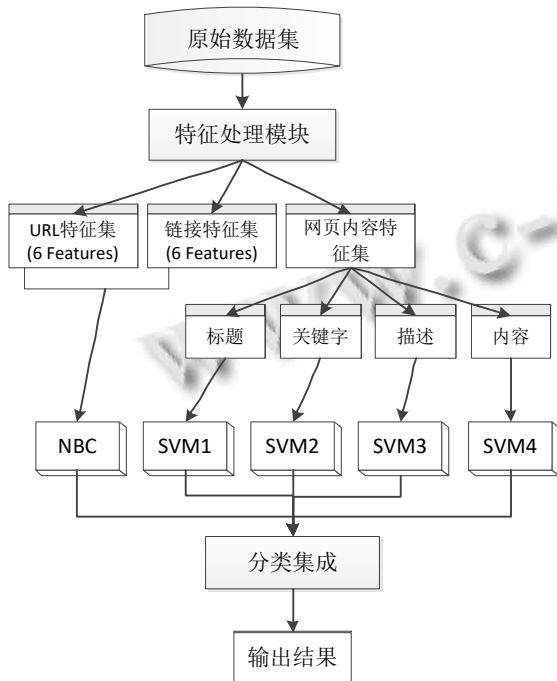 原始数据集
特征处理模块
URL特征集
(6 Features)
链接特征集
(6 Features)
网页内容特
征集
标题
关键字
描述
内容
NBC
SVM1
SVM2
SVM3
SVM4
分类集成
输出结果
www.c-